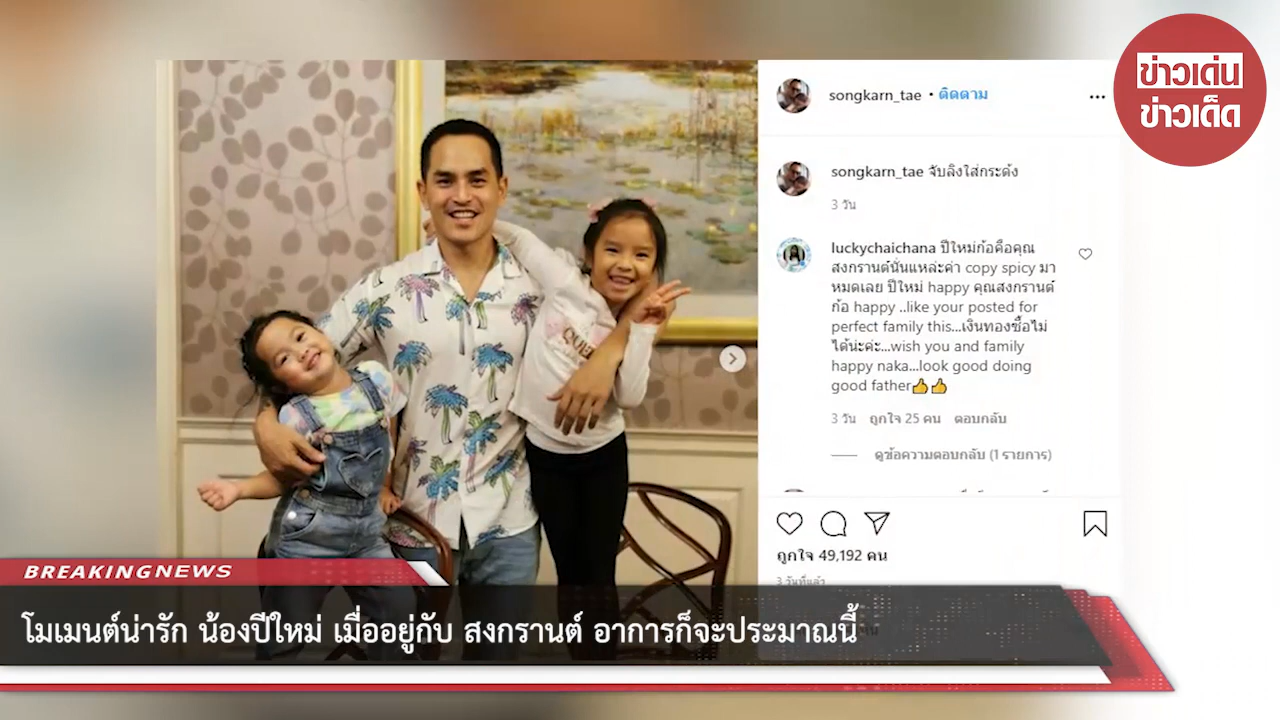 ข่าวเด่น
ข่าวเด็ด
songkarn_tae • ติดตาม
songkarn_tae จับลิงใส่กระด้ง
3 วัน
luckychaichana ปีใหม่ก้อคือคุณ
สงกรานต์นั่นแหล่ะค่า copy spicy มา
หมดเลย ปีใหม่ happy คุณสงกรานต์
ก้อ happy ..like your posted for
perfect family this...เงินทองซื้อไม่
ได้น่ะค่ะ...wish you and family
happy naka...look good doing
good father👍👍
3 วัน ถูกใจ 25 คน ตอบกลับ
ดูข้อความตอบกลับ (1 รายการ)
ถูกใจ 49,192 คน
3 วันที่แล้ว
QUEEN
BREAKINGNEWS
โมเมนต์น่ารัก น้องปีใหม่ เมื่ออยู่กับ สงกรานต์ อาการก็จะประมาณนี้